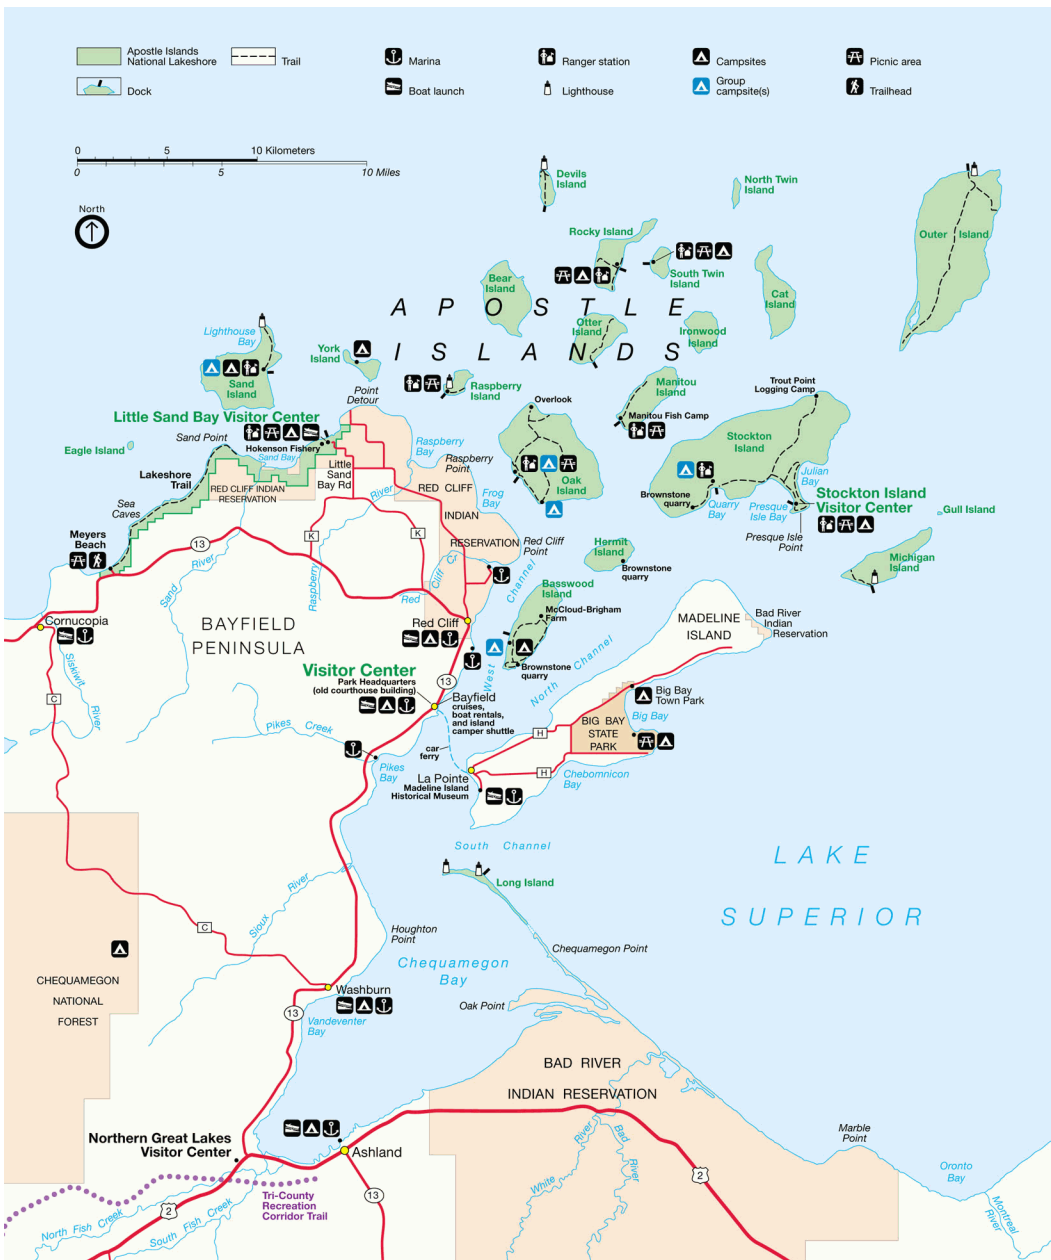 Apostle Islands
National Lakeshore
Trail
Marina
Ranger station
Campsites
Picnic area
Dock
Boat launch
Lighthouse
Group
campsite(s)
Trailhead
0
5
10 Kilometers
0
5
10 Miles
North
Devils
Island
North Twin
Island
Rocky Island
Outer Island
South Twin
Island
Bear
Island
Cat
Island
APOSTLE
ISLANDS
Otter
Island
Ironwood
Island
Lighthouse
Bay
York
Island
Sand
Island
Raspberry
Island
Manitou
Island
Trout Point
Logging Camp
Point
Detour
Overlook
Manitou Fish Camp
Little Sand Bay Visitor Center
Hokenson Fishery
Sand Point
Sand Bay
Eagle Island
Stockton
Island
Raspberry
Bay
Little
Sand
Bay Rd
Raspberry
Point
Oak
Island
Julian
Bay
Lakeshore
Trail
RED CLIFF INDIAN
RESERVATION
River
RED CLIFF
INDIAN
RESERVATION
Frog
Bay
Brownstone
quarry
Quarry
Bay
Presque
Isle Bay
Stockton Island
Visitor Center
Gull Island
Sea
Caves
Presque Isle
Point
Meyers
Beach
13
K
K
Red Cliff
Point
Hermit
Island
Brownstone
quarry
Michigan
Island
Sand
River
Raspberry
Red
Cliff
Cr
Channel
West
Basswood
Island
McCloud-Brigham
Farm
Brownstone
quarry
Cornucopia
BAYFIELD
PENINSULA
Red Cliff
MADELINE
ISLAND
Bad River
Indian
Reservation
North Channel
Siskiwit
River
C
Visitor Center
Park Headquarters
(old courthouse building)
13
Bayfield
cruises,
boat rentals,
and island
camper shuttle
Big Bay
Town Park
Big Bay
BIG BAY
STATE
PARK
H
H
Pikes Creek
car
ferry
Pikes
Bay
La Pointe
Madeline Island
Historical Museum
Chebomnicon
Bay
South Channel
LAKE
SUPERIOR
Long Island
Sioux
River
C
Houghton
Point
Chequamegon Point
Chequamegon
Bay
CHEQUAMEGON
NATIONAL
FOREST
Washburn
Oak Point
13
Vandeventer
Bay
BAD RIVER
INDIAN RESERVATION
Northern Great Lakes
Visitor Center
Ashland
White
River
Bad
River
Marble
Point
Oronto
Bay
Montreal
River
2
Tri-County
Recreation
Corridor Trail
13
2
North Fish Creek
South Fish Creek